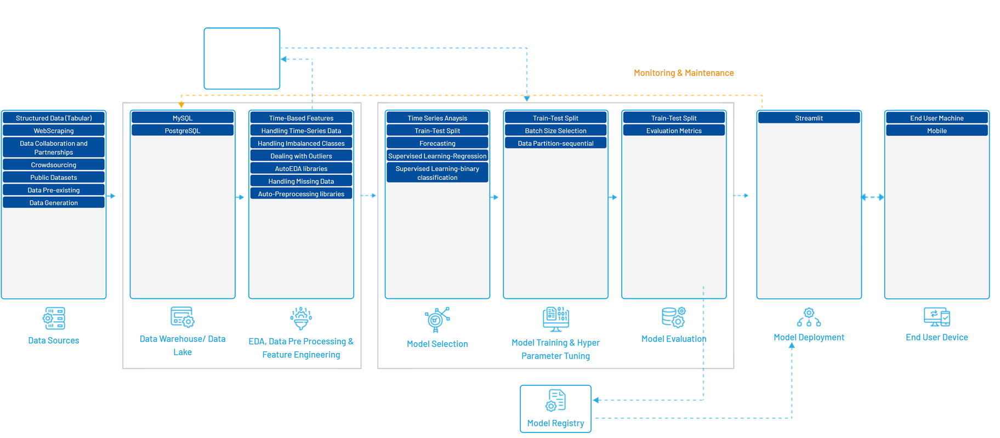 Monitoring & Maintenance
Structured Data (Tabular)
WebScraping
Data Collaboration and
Partnerships
Crowdsourcing
Public Datasets
Data Pre-existing
Data Generation
Data Sources
MySQL
PostgreSQL
Data Warehouse/ Data
Lake
Time-Based Features
Handling Time-Series Data
Handling Imbalanced Classes
Dealing with Outliers
AutoEDA libraries
Handling Missing Data
Auto-Preprocessing libraries
EDA, Data Pre Processing &
Feature Engineering
Time Series Anaysis
Train-Test Split
Forecasting
Supervised Learning-Regression
Supervised Learning-binary
classification
Model Selection
Train-Test Split
Batch Size Selection
Data Partition-sequential
Model Training & Hyper
Parameter Tuning
Train-Test Split
Evaluation Metrics
Model Evaluation
Streamlit
Model Deployment
End User Machine
Mobile
End User Device
Model Registry